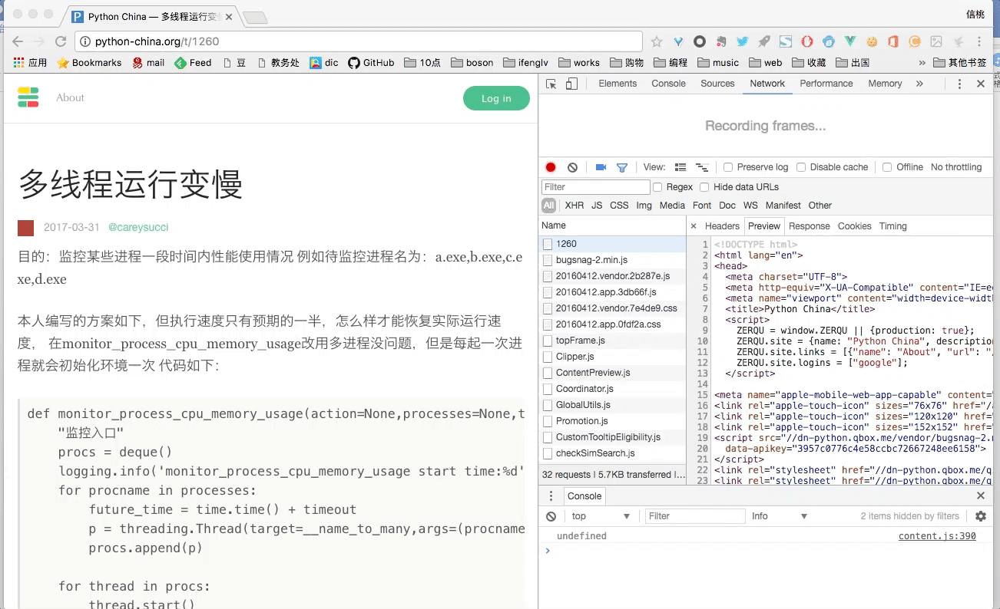 Python China — 多线程运行变慢
信桃
python-china.org/t/1260
应用 Bookmarks mail Feed 豆 教务处 dic GitHub 10点 boson ifenglv works 购物 编程 music web 收藏 出国 » 其他书签
About
Log in
多线程运行变慢
2017-03-31 @careysucci
目的：监控某些进程一段时间内性能使用情况 例如待监控进程名为：a.exe,b.exe,c.e
xe,d.exe
本人编写的方案如下，但执行速度只有预期的一半，怎么样才能恢复实际运行速
度， 在monitor_process_cpu_memory_usage改用多进程没问题，但是每起一次进
程就会初始化环境一次 代码如下：
def monitor_process_cpu_memory_usage(action=None,processes=None,t
"监控入口"
procs = deque()
logging.info('monitor_process_cpu_memory_usage start time:%d'
for procname in processes:
future_time = time.time() + timeout
p = threading.Thread(target=__name_to_many,args=(procname
procs.append(p)
for thread in procs:
thread.start()
Elements Console Sources Network Performance Memory »
Recording frames...
View: Preserve log Disable cache Offline No throttling
Filter Regex Hide data URLs
All XHR JS CSS Img Media Font Doc WS Manifest Other
Name
1260
bugsnag-2.min.js
20160412.vendor.2b287e.js
20160412.app.3db66f.js
20160412.vendor.7e4de9.css
20160412.app.0fdf2a.css
topFrame.js
Clipper.js
ContentPreview.js
Coordinator.js
GlobalUtils.js
Promotion.js
CustomTooltipEligibility.js
checkSimSearch.js
32 requests | 5.7KB transferred |...
× Headers Preview Response Cookies Timing
1 <!DOCTYPE html>
2 <html lang="en">
3 <head>
4 <meta charset="UTF-8">
5 <meta http-equiv="X-UA-Compatible" content="IE=ed
6 <meta name="viewport" content="width=device-width
7 <title>Python China</title>
8 <script>
9 ZERQU = window.ZERQU || {production: true};
10 ZERQU.site = {name: "Python China", description
11 ZERQU.site.links = [{"name": "About", "url": "/
12 ZERQU.site.logins = ["google"];
13 </script>
14
15 <meta name="apple-mobile-web-app-capable" content=
16 <link rel="apple-touch-icon" sizes="76x76" href="/a
17 <link rel="apple-touch-icon" sizes="120x120" href=
18 <link rel="apple-touch-icon" sizes="152x152" href=
19 <script src="//dn-python.qbox.me/vendor/bugsnag-2.m
20 data-apikey="3957c0776c4e58ccbc72667248ee6158">
21 </script>
22 <link rel="stylesheet" href="//dn-python.qbox.me/q
23 <link rel="stylesheet" href="//dn-python.qbox.me/q
Console
top Filter Info 2 items hidden by filters
undefined content.js:390